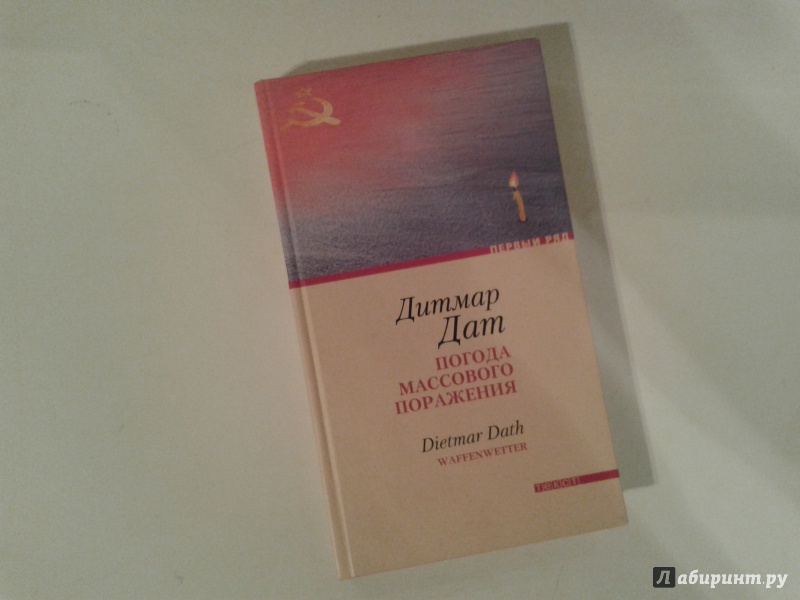 ПЕРВЫЙ РЯД
Дитмар
Дат
ПОГОДА
МАССОВОГО
ПОРАЖЕНИЯ
Dietmar Dath
WAFFENWETTER
ТЕКСТ
Лабиринт.ру